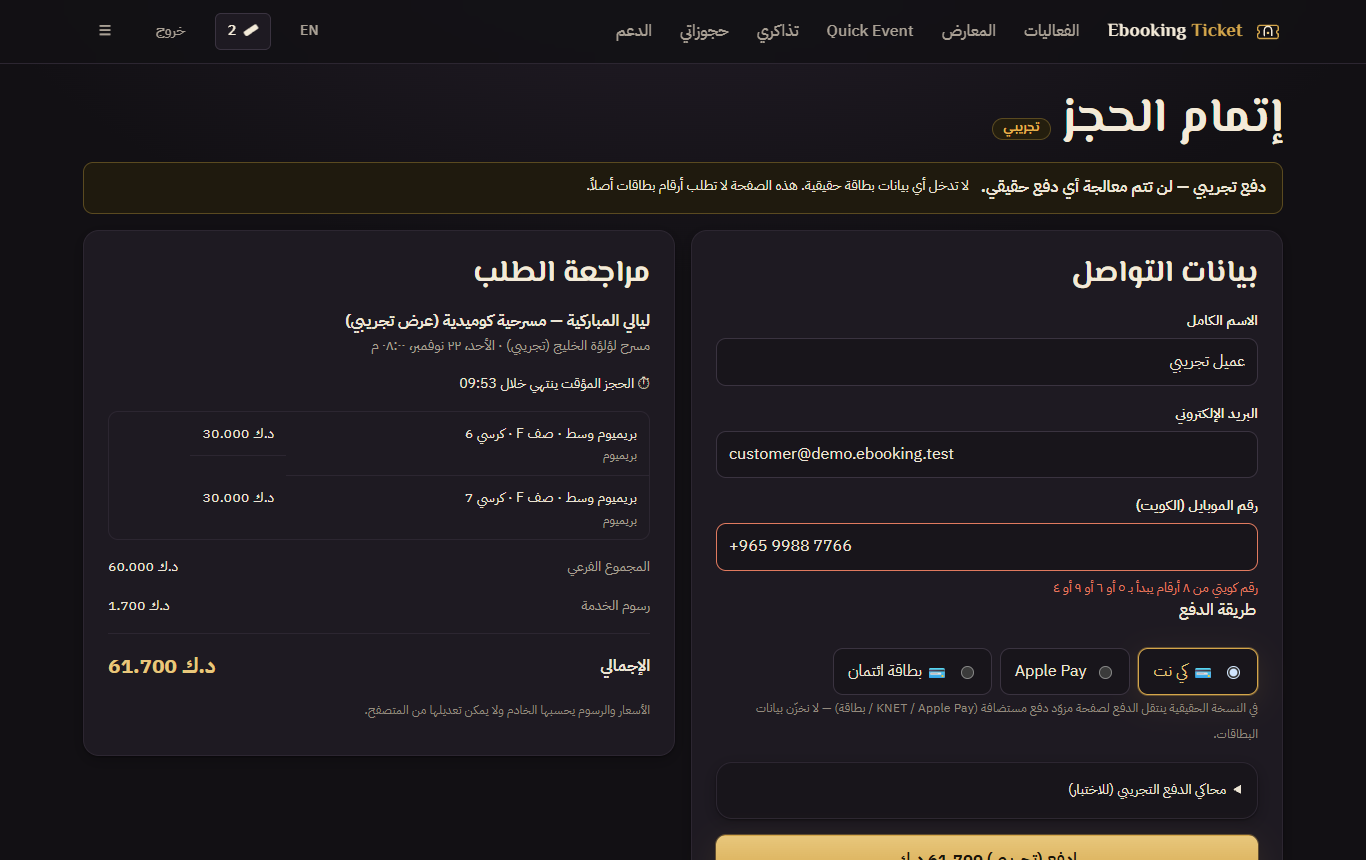 Ebooking Ticket
الفعاليات
المعارض
Quick Event
تذاكري
حجوزاتي
الدعم
EN
2
خروج
إتمام الحجز
تجريبي
دفع تجريبي — لن تتم معالجة أي دفع حقيقي. لا تدخل أي بيانات بطاقة حقيقية. هذه الصفحة لا تطلب أرقام بطاقات أصلاً.
بيانات التواصل
الاسم الكامل
عميل تجريبي
البريد الإلكتروني
customer@demo.ebooking.test
رقم الموبايل (الكويت)
+965 9988 7766
رقم كويتي من ٨ أرقام يبدأ بـ ٥ أو ٦ أو ٩ أو ٤
طريقة الدفع
كي نت
Apple Pay
بطاقة ائتمان
في النسخة الحقيقية ينتقل الدفع لصفحة مزوّد دفع مستضافة (KNET / Apple Pay / بطاقة) — لا نخزّن بيانات
البطاقات.
محاكي الدفع التجريبي (للاختبار)
ادفع (تجريبي) 61.700 د.ك
مراجعة الطلب
ليالي المباركية — مسرحية كوميدية (عرض تجريبي)
مسرح لؤلؤة الخليج (تجريبي) · الأحد، ٢٢ نوفمبر، ٠٨:٠٠ م
الحجز المؤقت ينتهي خلال 09:53
بريميوم وسط · صف F · كرسي 6
بريميوم
30.000 د.ك
بريميوم وسط · صف F · كرسي 7
بريميوم
30.000 د.ك
المجموع الفرعي
60.000 د.ك
رسوم الخدمة
1.700 د.ك
الإجمالي
61.700 د.ك
الأسعار والرسوم يحسبها الخادم ولا يمكن تعديلها من المتصفح.